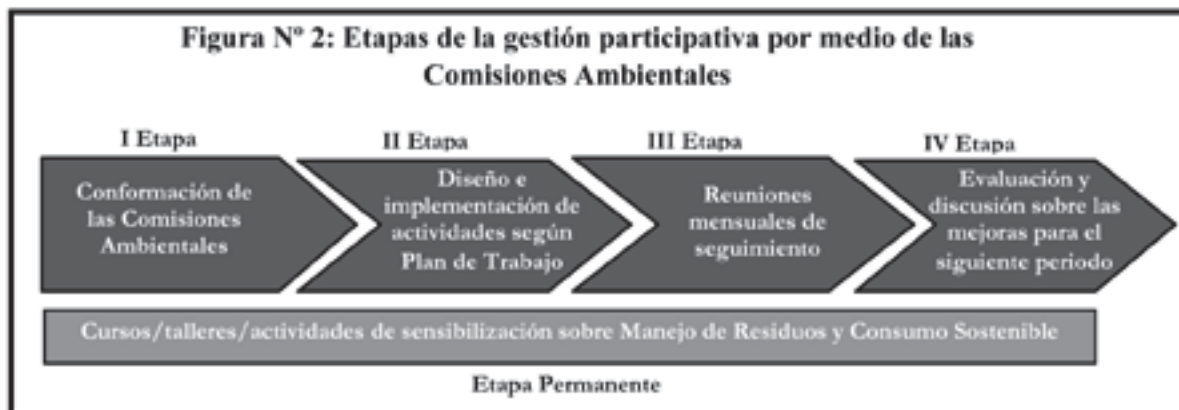 Figura Nº 2: Etapas de la gestión participativa por medio de las
Comisiones Ambientales
I Etapa
Conformación de
las Comisiones
Ambientales
II Etapa
Diseño e
implementación de
actividades según
Plan de Trabajo
III Etapa
Reuniones
mensuales de
seguimiento
IV Etapa
Evaluación y
discusión sobre las
mejoras para el
siguiente periodo
Cursos/talleres/actividades de sensibilización sobre Manejo de Residuos y Consumo Sostenible
Etapa Permanente